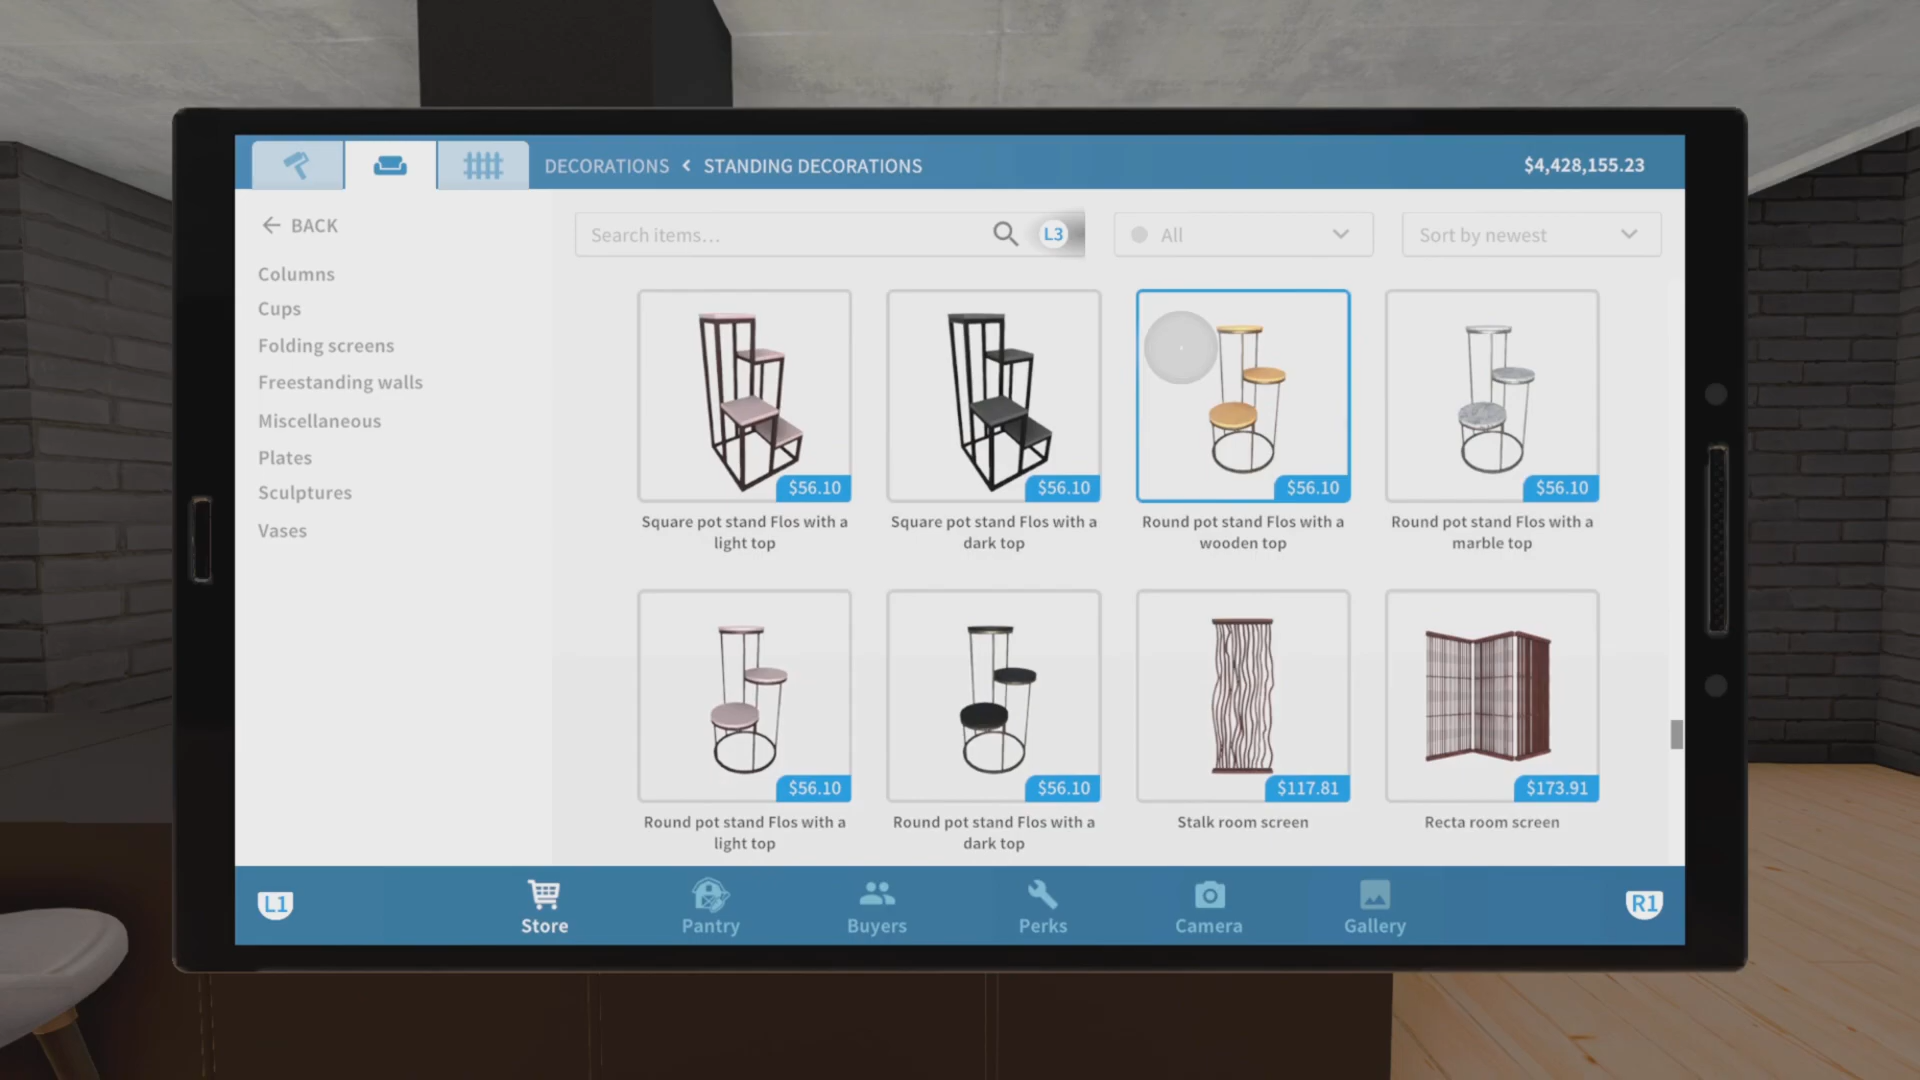 DECORATIONS < STANDING DECORATIONS
$4,428,155.23
BACK
Columns
Cups
Folding screens
Freestanding walls
Miscellaneous
Plates
Sculptures
Vases
Search items...
L3
All
Sort by newest
$56.10
Square pot stand Flos with a
light top
$56.10
Square pot stand Flos with a
dark top
$56.10
Round pot stand Flos with a
wooden top
$56.10
Round pot stand Flos with a
marble top
$56.10
Round pot stand Flos with a
light top
$56.10
Round pot stand Flos with a
dark top
$117.81
Stalk room screen
$173.91
Recta room screen
L1
Store
Pantry
Buyers
Perks
Camera
Gallery
R1